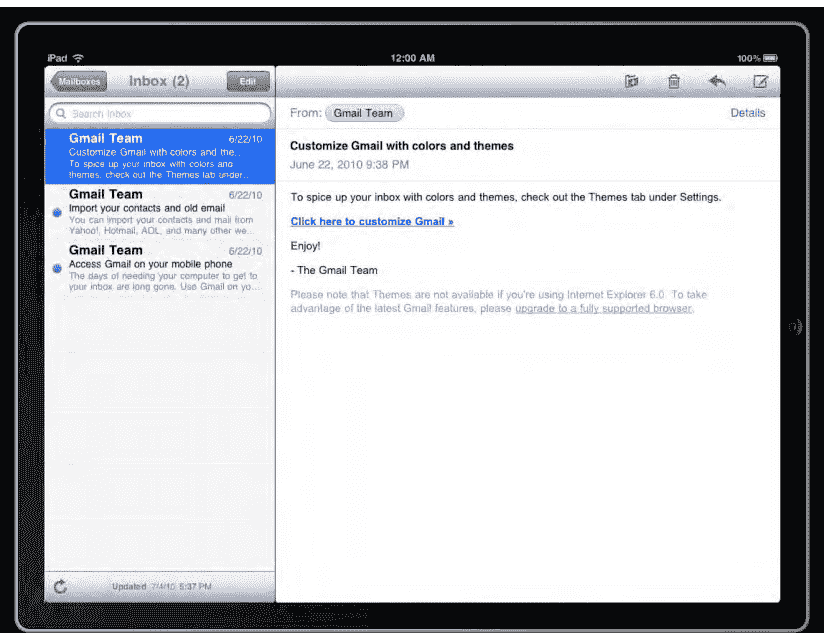 iPad
12:00 AM
100%
Mailboxes
Inbox (2)
Edit
Search Inbox
Gmail Team 6/22/10
Customize Gmail with colors and the...
To spice up your inbox with colors and
themes, check out the Themes tab under...
Gmail Team 6/22/10
Import your contacts and old email
You can import your contacts and mail from
Yahoo!, Hotmail, AOL, and many other we...
Gmail Team 6/22/10
Access Gmail on your mobile phone
The days of needing your computer to get to
your inbox are long gone. Use Gmail on yo...
Updated 7/4/10 5:37 PM
From: Gmail Team
Details
Customize Gmail with colors and themes
June 22, 2010 9:38 PM
To spice up your inbox with colors and themes, check out the Themes tab under Settings.
Click here to customize Gmail »
Enjoy!
- The Gmail Team
Please note that Themes are not available if you're using Internet Explorer 6.0. To take
advantage of the latest Gmail features, please upgrade to a fully supported browser.